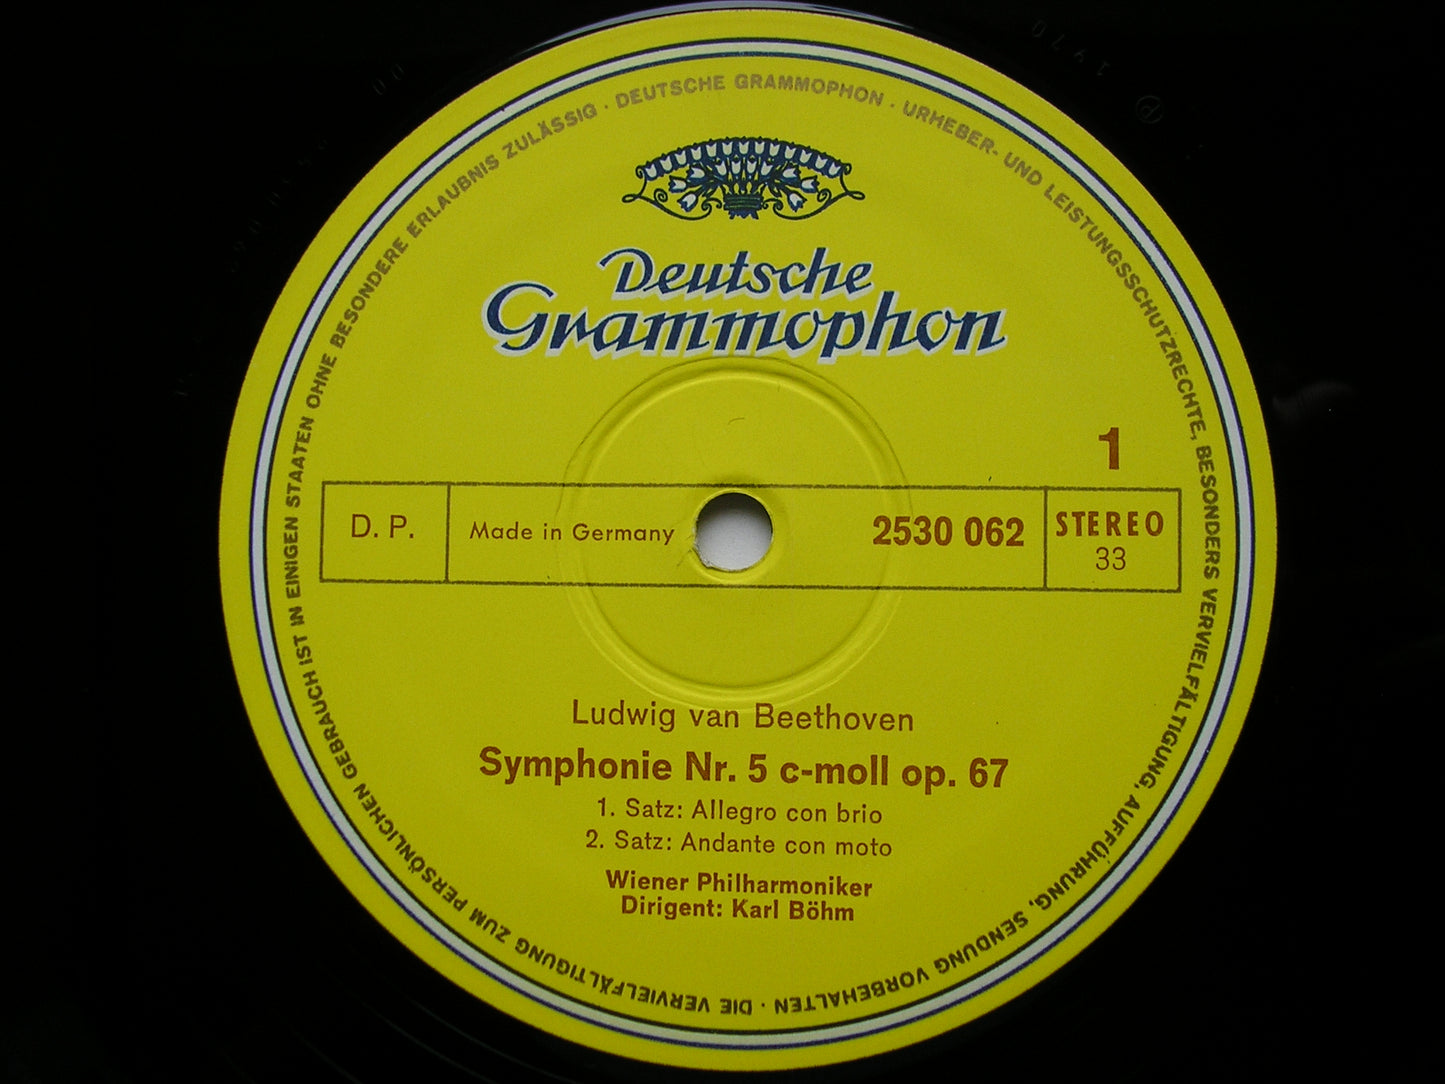 DEUTSCHE GRAMMOPHON · URHEBER- UND LEISTUNGSSCHUTZRECHTE, BESONDERS VERVIELFÄLTIGUNG, AUFFÜHRUNG, SENDUNG VORBEHALTEN · DIE VERVIELFÄLTIGUNG ZUM PERSÖNLICHEN GEBRAUCH IST IN EINIGEN STAATEN OHNE BESONDERE ERLAUBNIS ZULÄSSIG ·
Deutsche
Grammophon
1
D. P.
Made in Germany
2530 062
STEREO
33
Ludwig van Beethoven
Symphonie Nr. 5 c-moll op. 67
1. Satz: Allegro con brio
2. Satz: Andante con moto
Wiener Philharmoniker
Dirigent: Karl Böhm
1970
℗